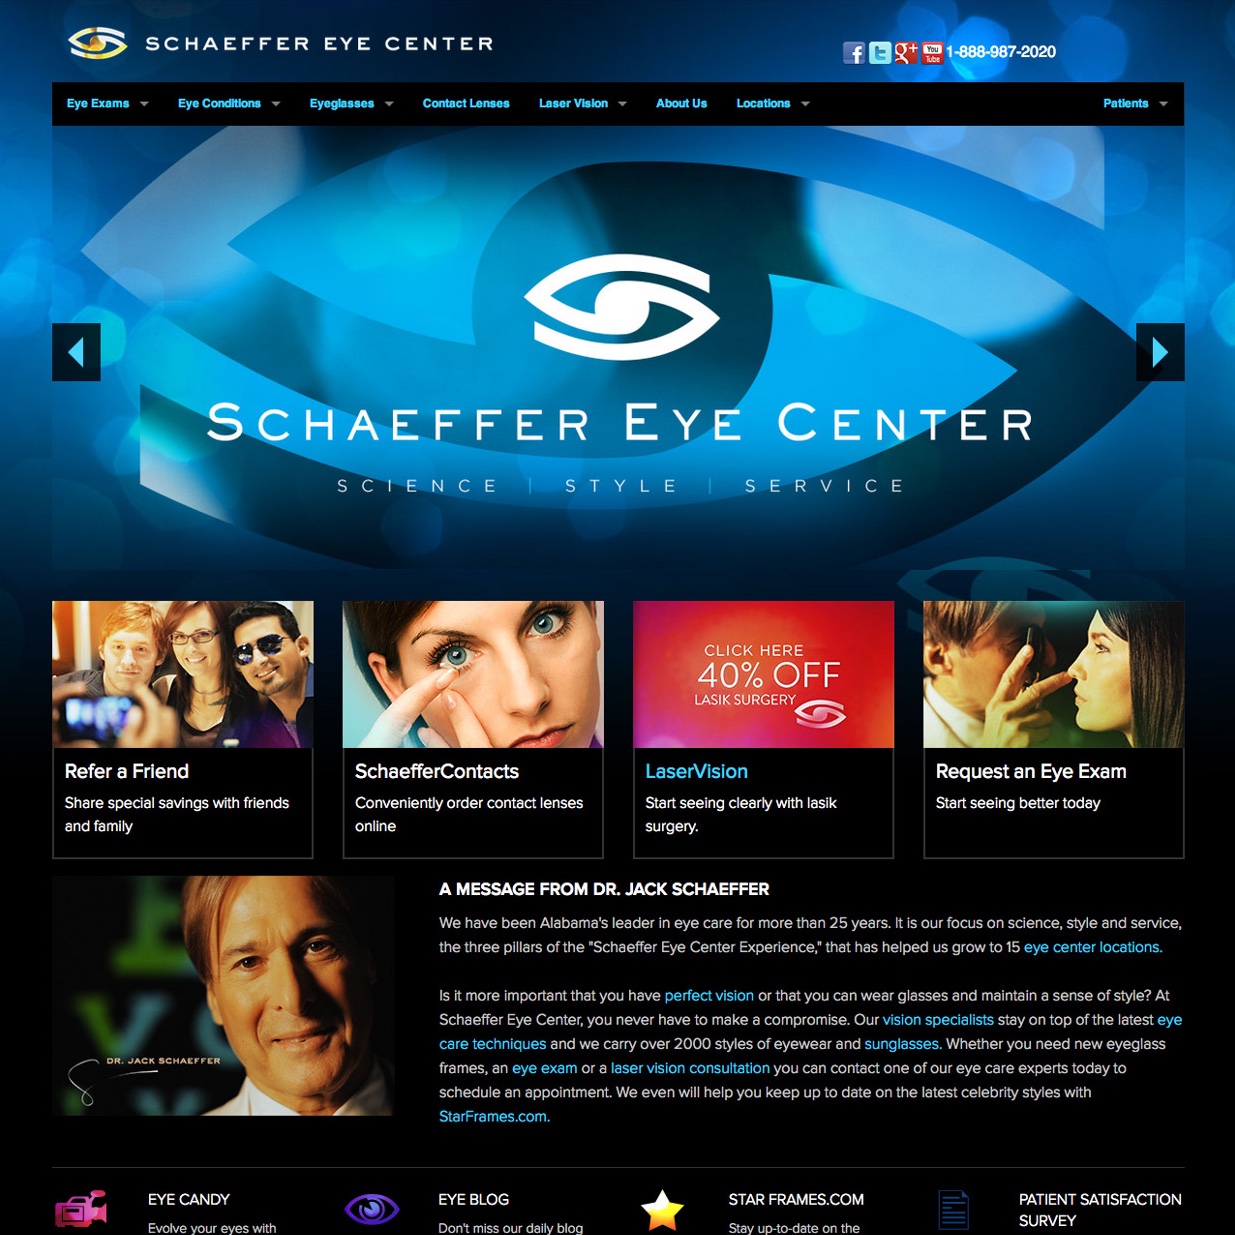 SCHAEFFER EYE CENTER
You Tube
1-888-987-2020
Eye Exams Eye Conditions Eyeglasses Contact Lenses Laser Vision About Us Locations Patients
SCHAEFFER EYE CENTER
SCIENCE | STYLE | SERVICE
CLICK HERE
40% OFF
LASIK SURGERY
Refer a Friend
Share special savings with friends
and family
SchaefferContacts
Conveniently order contact lenses
online
LaserVision
Start seeing clearly with lasik
surgery.
Request an Eye Exam
Start seeing better today
DR. JACK SCHAEFFER
A MESSAGE FROM DR. JACK SCHAEFFER
We have been Alabama's leader in eye care for more than 25 years. It is our focus on science, style and service,
the three pillars of the "Schaeffer Eye Center Experience," that has helped us grow to 15 eye center locations.
Is it more important that you have perfect vision or that you can wear glasses and maintain a sense of style? At
Schaeffer Eye Center, you never have to make a compromise. Our vision specialists stay on top of the latest eye
care techniques and we carry over 2000 styles of eyewear and sunglasses. Whether you need new eyeglass
frames, an eye exam or a laser vision consultation you can contact one of our eye care experts today to
schedule an appointment. We even will help you keep up to date on the latest celebrity styles with
StarFrames.com.
EYE CANDY
Evolve your eyes with
EYE BLOG
Don't miss our daily blog
STAR FRAMES.COM
Stay up-to-date on the
PATIENT SATISFACTION
SURVEY